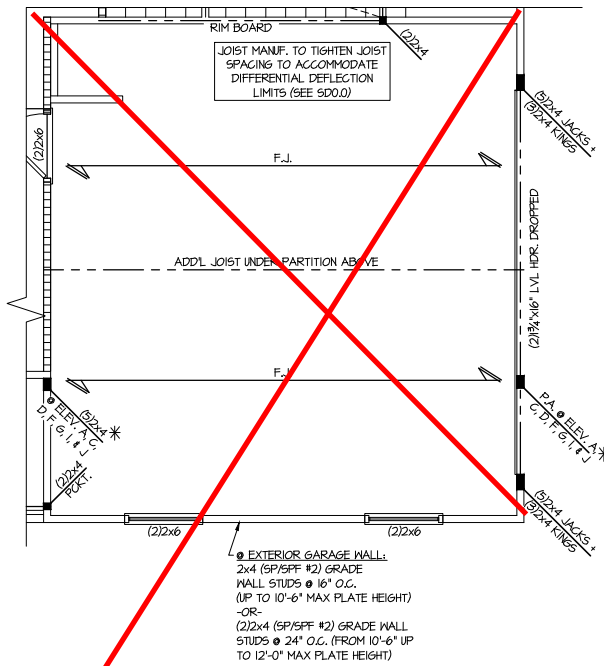 RIM BOARD
(2)2x4
JOIST MANUF. TO TIGHTEN JOIST
SPACING TO ACCOMMODATE
DIFFERENTIAL DEFLECTION
LIMITS (SEE SD0.0)
(5)2x4 JACKS +
(3)2x4 KINGS
(2)2x6
F.J.
ADD'L JOIST UNDER PARTITION ABOVE
(2)1¾"x16" LVL HDR. DROPPED
F.J.
(5)2x4 *
@ ELEV. A, C,
D, F, G, I, & J
P.A. @ ELEV. A *
C, D, F, G, I, & J
(2)2x4
PORT.
(5)2x4 JACKS +
(3)2x4 KINGS
(2)2x6
(2)2x6
@ EXTERIOR GARAGE WALL:
2x4 (SP/SPF #2) GRADE
WALL STUDS @ 16" O.C.
(UP TO 10'-6" MAX PLATE HEIGHT)
-OR-
(2)2x4 (SP/SPF #2) GRADE WALL
STUDS @ 24" O.C. (FROM 10'-6" UP
TO 12'-0" MAX PLATE HEIGHT)